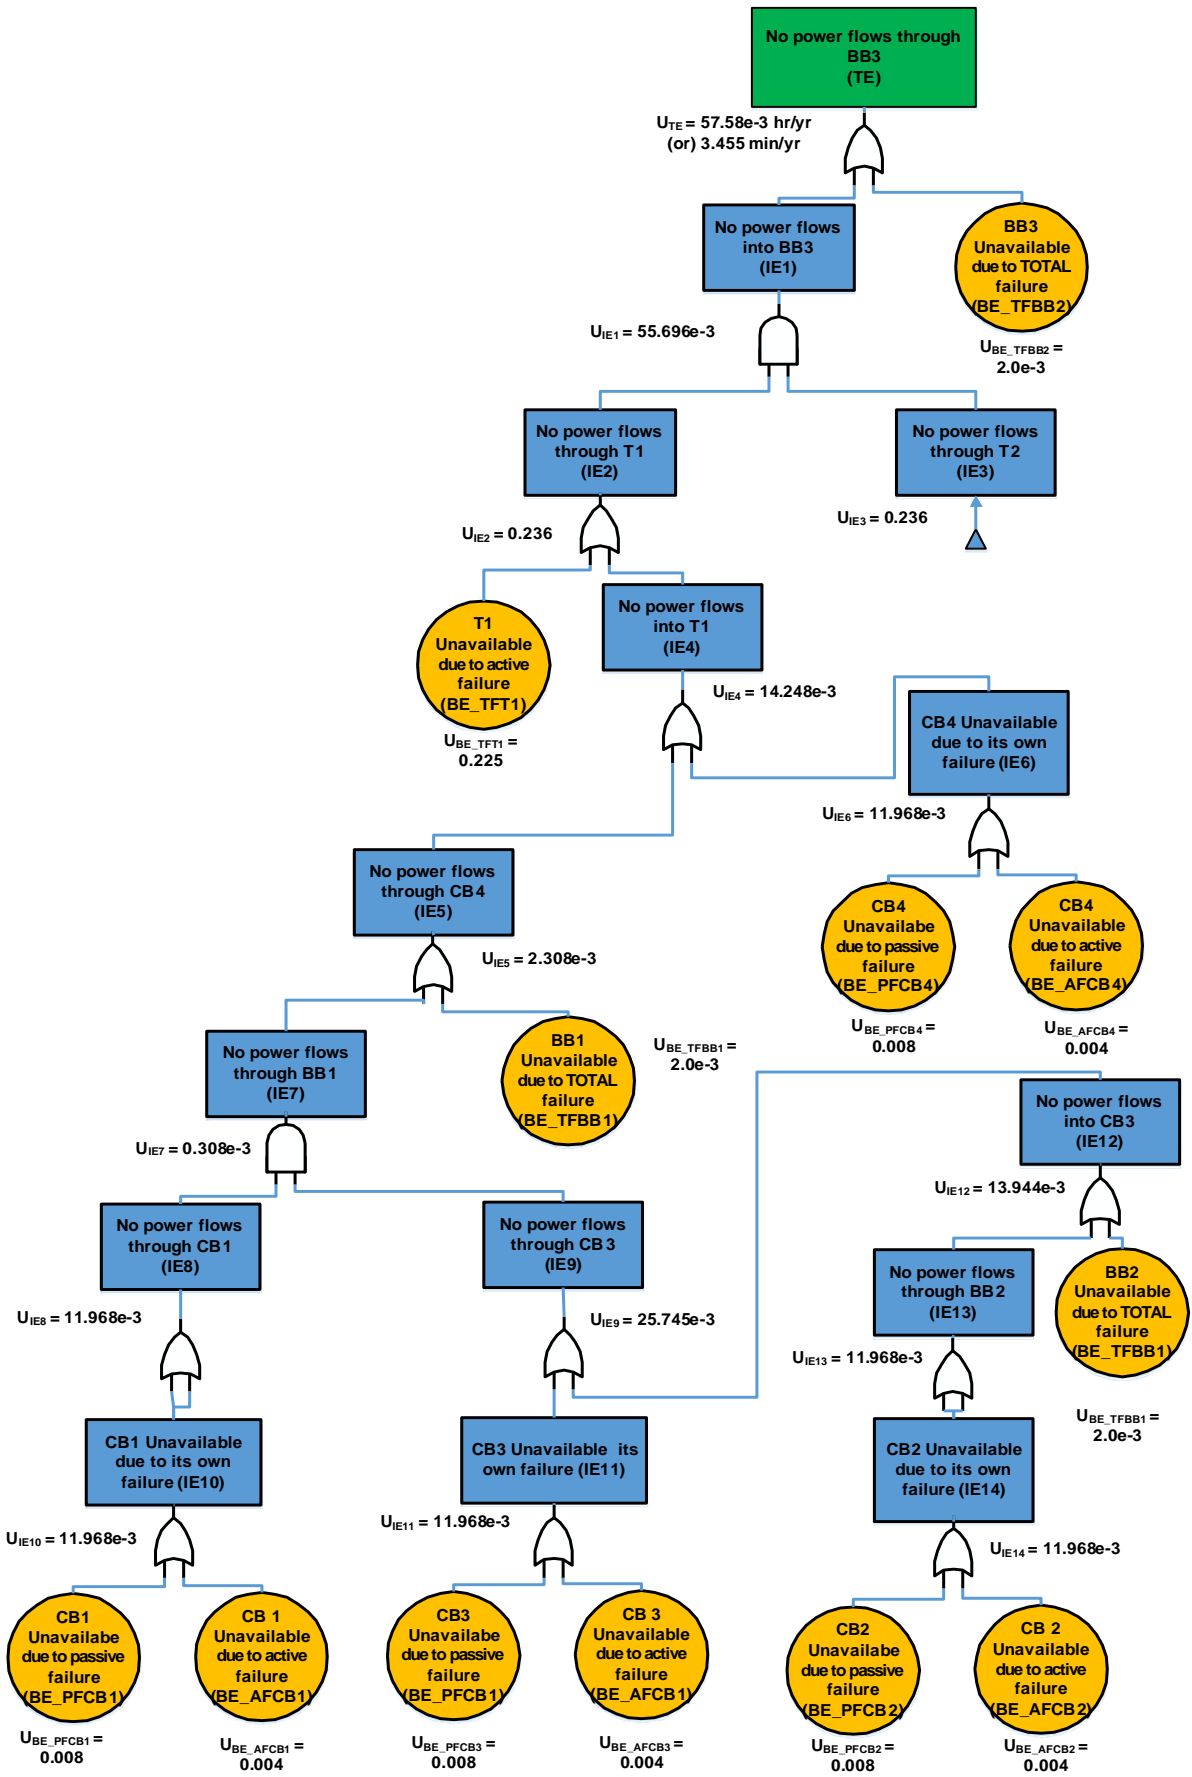 No power flows through
BB3
(TE)
UTE = 57.58e-3 hr/yr
(or) 3.455 min/yr
No power flows
into BB3
(IE1)
BB3
Unavailable
due to TOTAL
failure
(BE_TFBB2)
UIE1 = 55.696e-3
UBE_TFBB2 =
2.0e-3
No power flows
through T1
(IE2)
No power flows
through T2
(IE3)
UIE2 = 0.236
UIE3 = 0.236
T1
Unavailable
due to active
failure
(BE_TFT1)
No power flows
into T1
(IE4)
UBE_TFT1 =
0.225
UIE4 = 14.248e-3
CB4 Unavailable
due to its own
failure (IE6)
UIE6 = 11.968e-3
No power flows
through CB4
(IE5)
CB4
Unavailabe
due to passive
failure
(BE_PFCB4)
CB4
Unavailable
due to active
failure
(BE_AFCB4)
UIE5 = 2.308e-3
UBE_PFCB4 =
0.008
UBE_AFCB4 =
0.004
No power flows
through BB1
(IE7)
BB1
Unavailable
due to TOTAL
failure
(BE_TFBB1)
UBE_TFBB1 =
2.0e-3
No power flows
into CB3
(IE12)
UIE7 = 0.308e-3
UIE12 = 13.944e-3
No power flows
through CB1
(IE8)
No power flows
through CB3
(IE9)
No power flows
through BB2
(IE13)
BB2
Unavailable
due to TOTAL
failure
(BE_TFBB1)
UIE8 = 11.968e-3
UIE9 = 25.745e-3
UIE13 = 11.968e-3
UBE_TFBB1 =
2.0e-3
CB1 Unavailable
due to its own
failure (IE10)
CB3 Unavailable its
own failure (IE11)
CB2 Unavailable
due to its own
failure (IE14)
UIE10 = 11.968e-3
UIE11 = 11.968e-3
UIE14 = 11.968e-3
CB1
Unavailabe
due to passive
failure
(BE_PFCB1)
CB 1
Unavailable
due to active
failure
(BE_AFCB1)
CB3
Unavailabe
due to passive
failure
(BE_PFCB1)
CB 3
Unavailable
due to active
failure
(BE_AFCB1)
CB2
Unavailabe
due to passive
failure
(BE_PFCB2)
CB 2
Unavailable
due to active
failure
(BE_AFCB2)
UBE_PFCB1 =
0.008
UBE_AFCB1 =
0.004
UBE_PFCB3 =
0.008
UBE_AFCB3 =
0.004
UBE_PFCB2 =
0.008
UBE_AFCB2 =
0.004